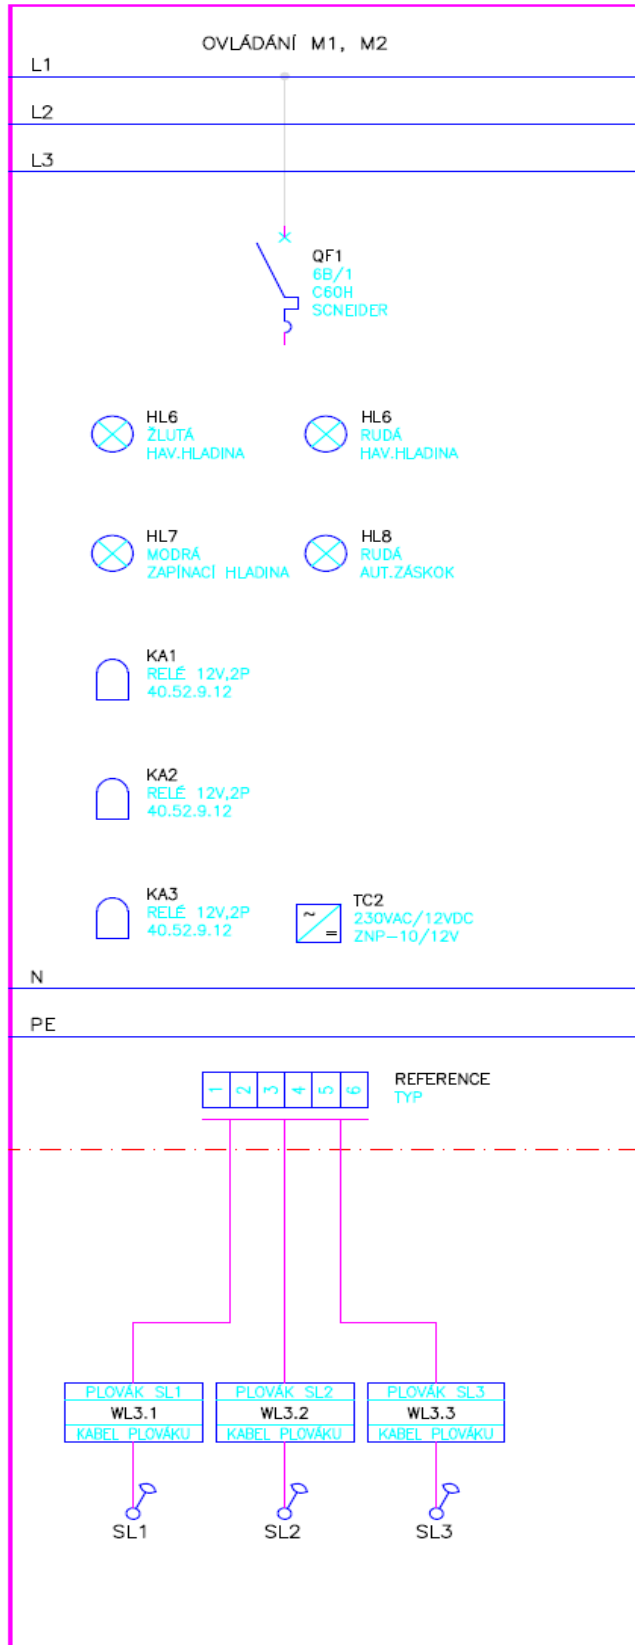 OVLÁDÁNÍ M1, M2
L1
L2
L3
QF1
6B/1
C60H
SCNEIDER
HL6
ŽLUTÁ
HAV.HLADINA
HL6
RUDÁ
HAV.HLADINA
HL7
MODRÁ
ZAPÍNACÍ HLADINA
HL8
RUDÁ
AUT.ZÁSKOK
KA1
RELÉ 12V,2P
40.52.9.12
KA2
RELÉ 12V,2P
40.52.9.12
KA3
RELÉ 12V,2P
40.52.9.12
TC2
230VAC/12VDC
ZNP-10/12V
N
PE
1 2 3 4 5 6
REFERENCE
TYP
PLOVÁK SL1
WL3.1
KABEL PLOVÁKU
PLOVÁK SL2
WL3.2
KABEL PLOVÁKU
PLOVÁK SL3
WL3.3
KABEL PLOVÁKU
SL1
SL2
SL3